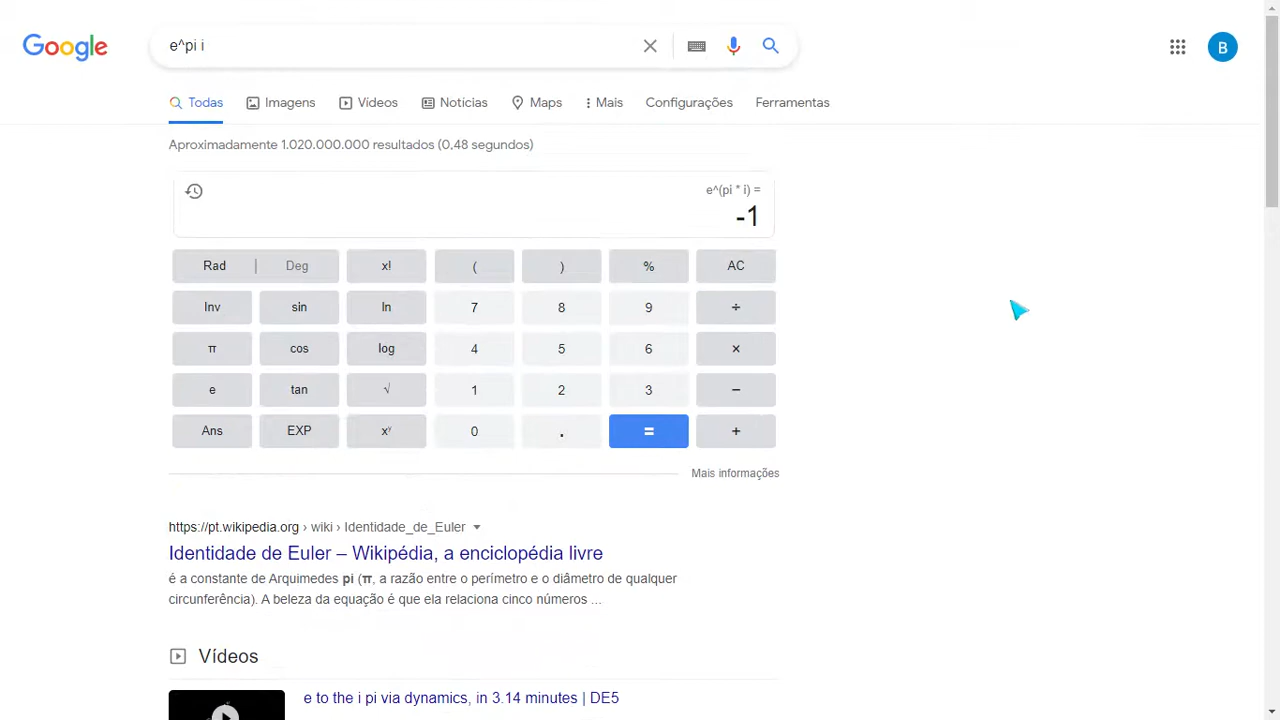 Google
e^pi i
B
Todas Imagens Vídeos Notícias Maps Mais Configurações Ferramentas
Aproximadamente 1.020.000.000 resultados (0,48 segundos)
e^(pi * i) =
-1
Rad | Deg x! ( ) % AC
Inv sin ln 7 8 9 ÷
π cos log 4 5 6 ×
e tan √ 1 2 3 −
Ans EXP xʸ 0 . = +
Mais informações
https://pt.wikipedia.org › wiki › Identidade_de_Euler
Identidade de Euler – Wikipédia, a enciclopédia livre
é a constante de Arquimedes pi (π, a razão entre o perímetro e o diâmetro de qualquer
circunferência). A beleza da equação é que ela relaciona cinco números ...
Vídeos
e to the i pi via dynamics, in 3.14 minutes | DE5